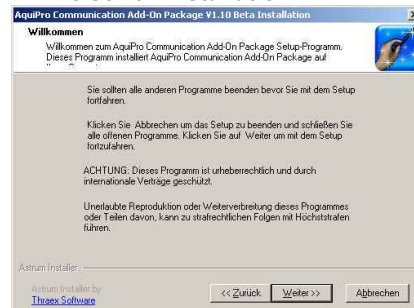 AquiPro Communication Add-On Package V1.10 Beta Installation
Willkommen
Willkommen zum AquiPro Communication Add-On Package Setup-Programm.
Dieses Programm installiert AquiPro Communication Add-On Package auf
Sie sollten alle anderen Programme beenden bevor Sie mit dem Setup
fortfahren.
Klicken Sie Abbrechen um das Setup zu beenden und schließen Sie
alle offenen Programme. Klicken Sie auf Weiter um mit dem Setup
fortzufahren.
ACHTUNG: Dieses Programm ist urheberrechtlich und durch
internationale Verträge geschützt.
Unerlaubte Reproduktion oder Weiterverbreitung dieses Programmes
oder Teilen davon, kann zu strafrechtlichen Folgen mit Höchststrafen
führen.
Astrum Installer
Astrum Installer by
Thraex Software
<< Zurück
Weiter >>
Abbrechen